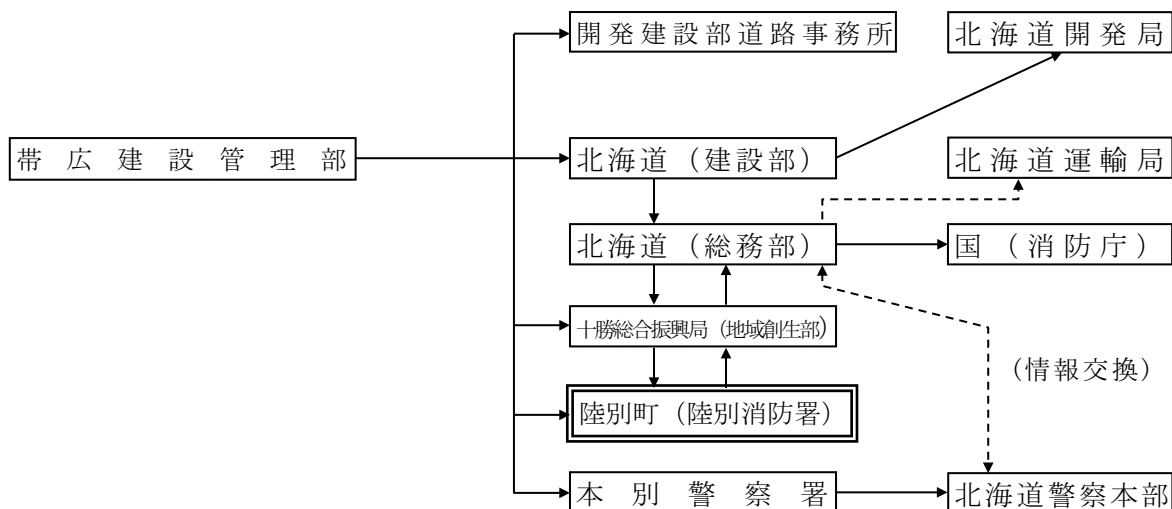 開発建設部道路事務所
北海道開発局
帯広建設管理部
北海道（建設部）
北海道運輸局
北海道（総務部）
国（消防庁）
十勝総合振興局（地域創生部）
（情報交換）
陸別町（陸別消防署）
本別警察署
北海道警察本部